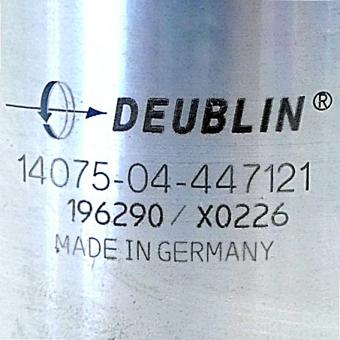 DEUBLIN®
14075-04-447121
196290/X0226
MADE IN GERMANY